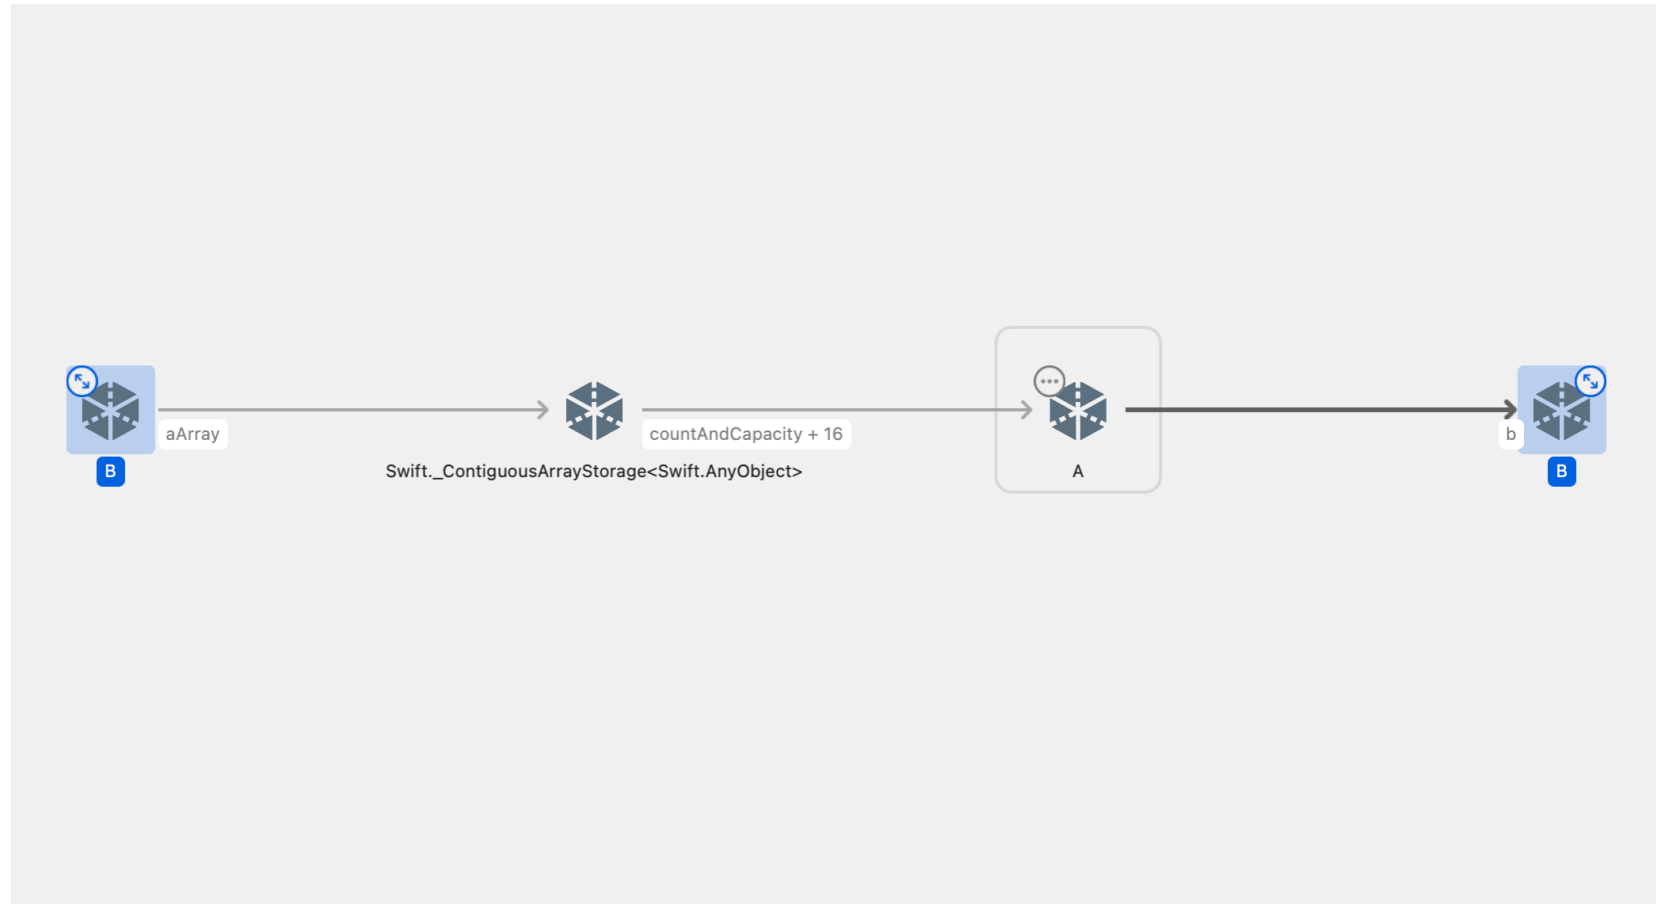 aArray
B
Swift._ContiguousArrayStorage<Swift.AnyObject>
countAndCapacity + 16
A
b
B